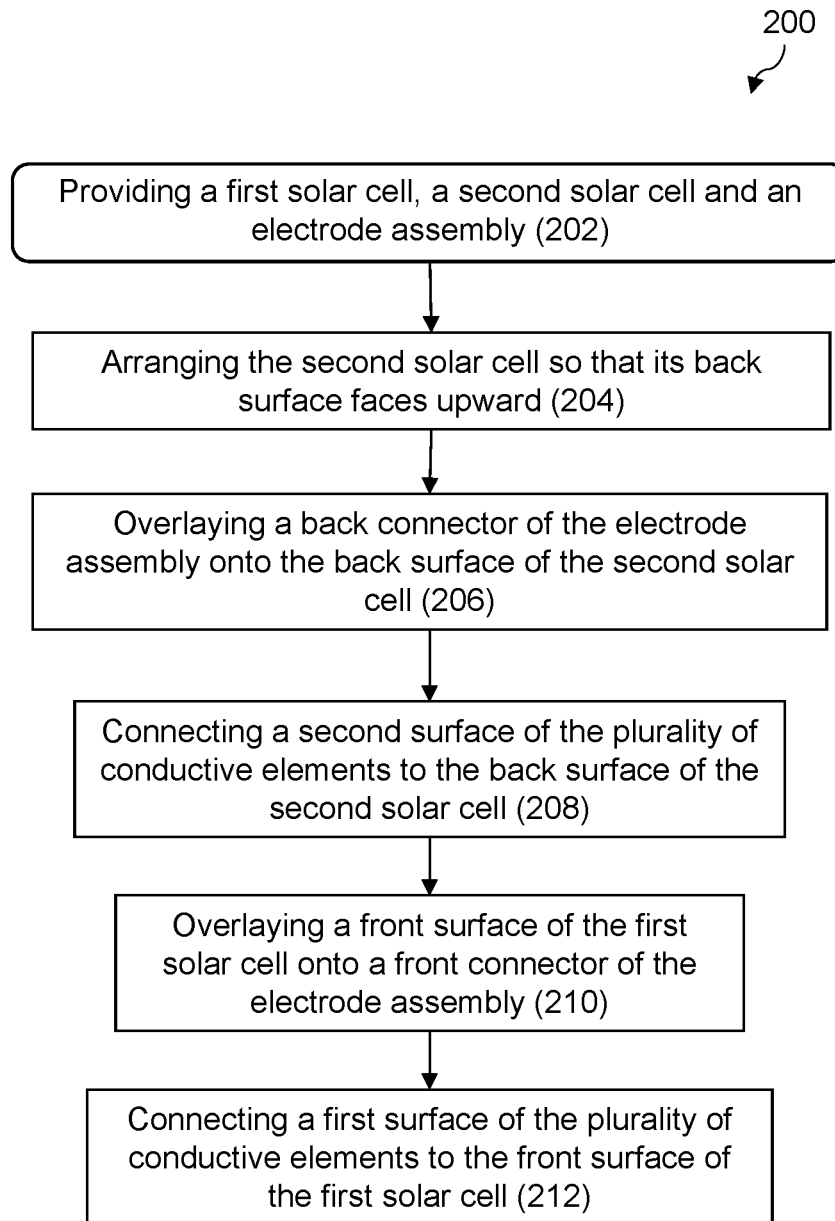 200
Providing a first solar cell, a second solar cell and an
electrode assembly (202)
Arranging the second solar cell so that its back
surface faces upward (204)
Overlaying a back connector of the electrode
assembly onto the back surface of the second solar
cell (206)
Connecting a second surface of the plurality of
conductive elements to the back surface of the
second solar cell (208)
Overlaying a front surface of the first
solar cell onto a front connector of the
electrode assembly (210)
Connecting a first surface of the plurality of
conductive elements to the front surface of
the first solar cell (212)